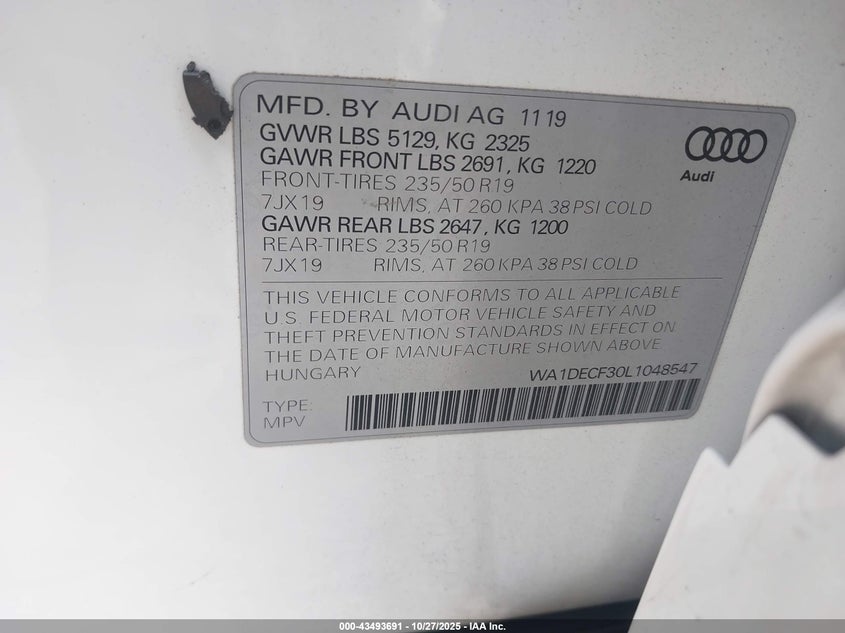 MFD. BY AUDI AG 11 19
GVWR LBS 5129, KG 2325
GAWR FRONT LBS 2691, KG 1220
FRONT-TIRES 235/50 R19
7JX19 RIMS, AT 260 KPA 38 PSI COLD
GAWR REAR LBS 2647, KG 1200
REAR-TIRES 235/50 R19
7JX19 RIMS, AT 260 KPA 38 PSI COLD
Audi
THIS VEHICLE CONFORMS TO ALL APPLICABLE
U.S. FEDERAL MOTOR VEHICLE SAFETY AND
THEFT PREVENTION STANDARDS IN EFFECT ON
THE DATE OF MANUFACTURE SHOWN ABOVE
HUNGARY WA1DECF30L1048547
TYPE:
MPV
000-43493691 - 10/27/2025 - IAA Inc.